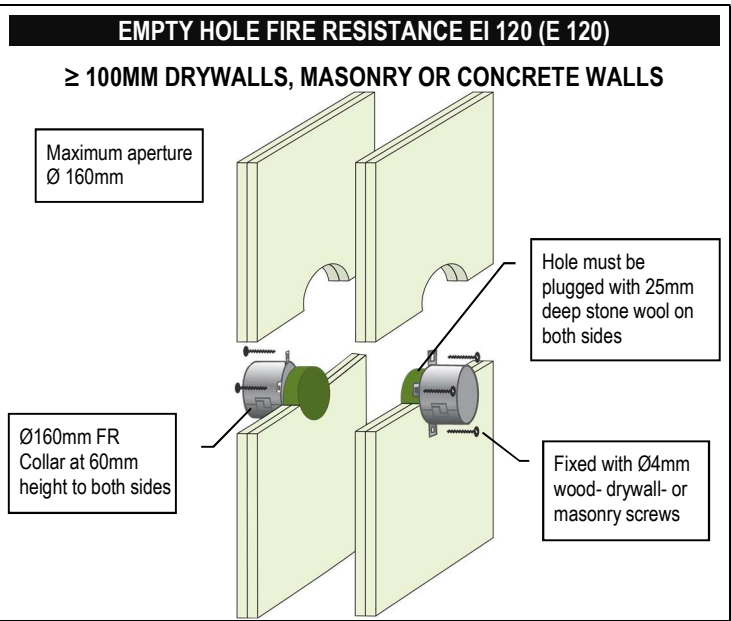 EMPTY HOLE FIRE RESISTANCE EI 120 (E 120)
≥ 100MM DRYWALLS, MASONRY OR CONCRETE WALLS
Maximum aperture
Ø 160mm
Hole must be
plugged with 25mm
deep stone wool on
both sides
Ø160mm FR
Collar at 60mm
height to both sides
Fixed with Ø4mm
wood- drywall- or
masonry screws